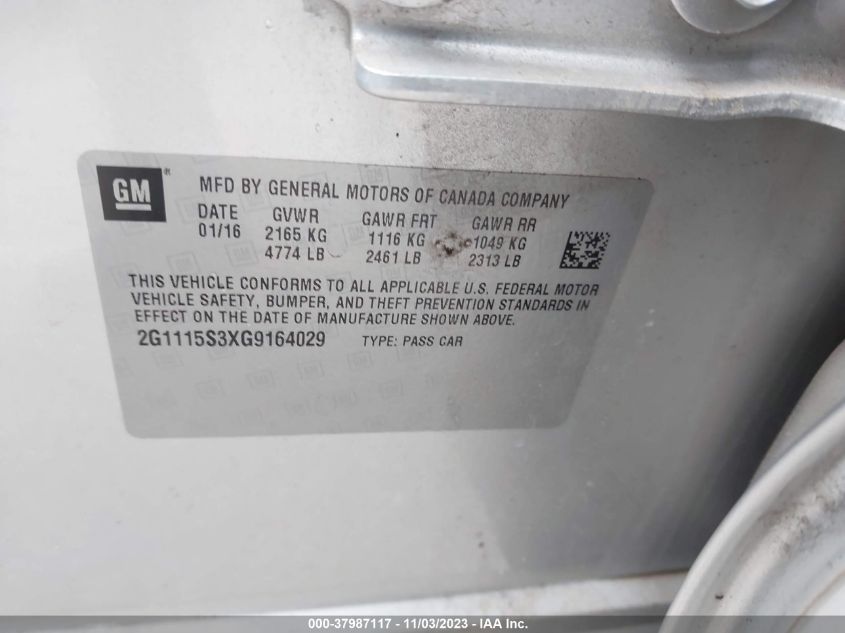 GM®
MFD BY GENERAL MOTORS OF CANADA COMPANY
DATE GVWR GAWR FRT GAWR RR
01/16 2165 KG 1116 KG 1049 KG
4774 LB 2461 LB 2313 LB
THIS VEHICLE CONFORMS TO ALL APPLICABLE U.S. FEDERAL MOTOR
VEHICLE SAFETY, BUMPER, AND THEFT PREVENTION STANDARDS IN
EFFECT ON THE DATE OF MANUFACTURE SHOWN ABOVE.
2G1115S3XG9164029 TYPE: PASS CAR
000-37987117 - 11/03/2023 - IAA Inc.